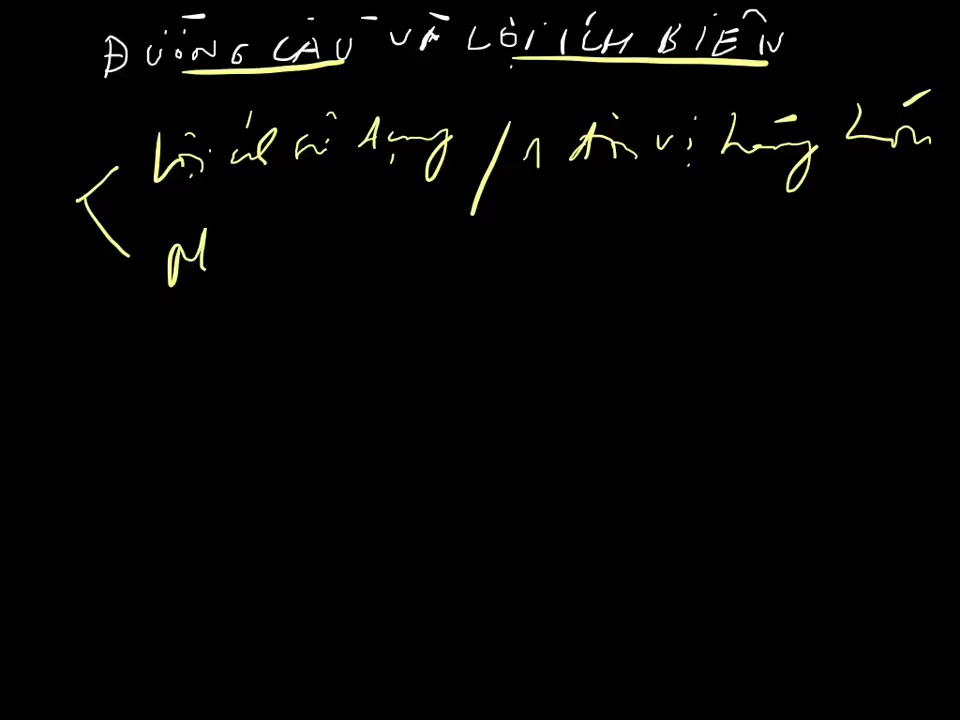 ĐƯỜNG CẦU VÀ LỢI ÍCH BIÊN
Lợi ích sử dụng / 1 đơn vị hàng hóa
M